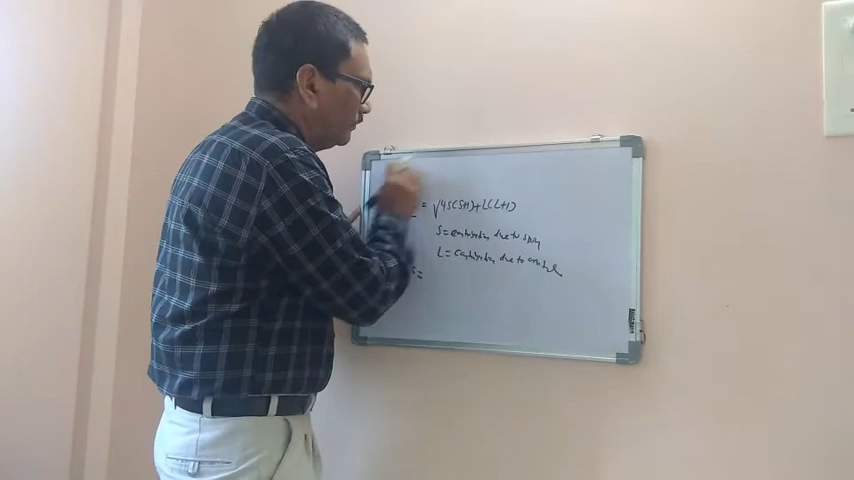 = √4S(S+1)+L(L+1)
S= contribution due to spin
L= contribution due to orbital
S=